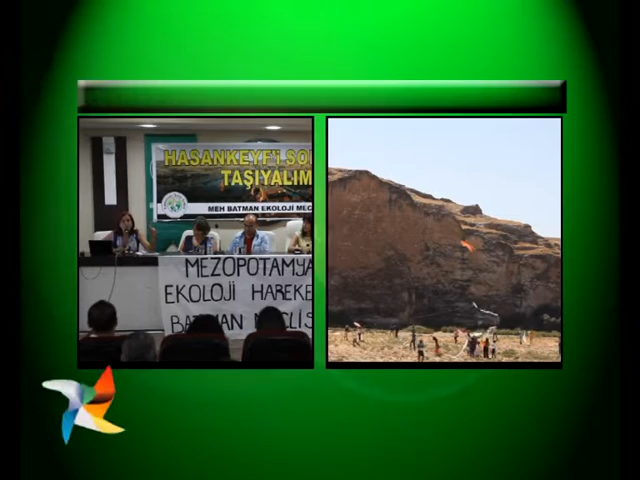 HASANKEYF'İ SO
TAŞIYALIM
MEH BATMAN EKOLOJİ MEC
MEZOPOTAMYA
EKOLOJİ HAREKE
BATMAN MECLİS